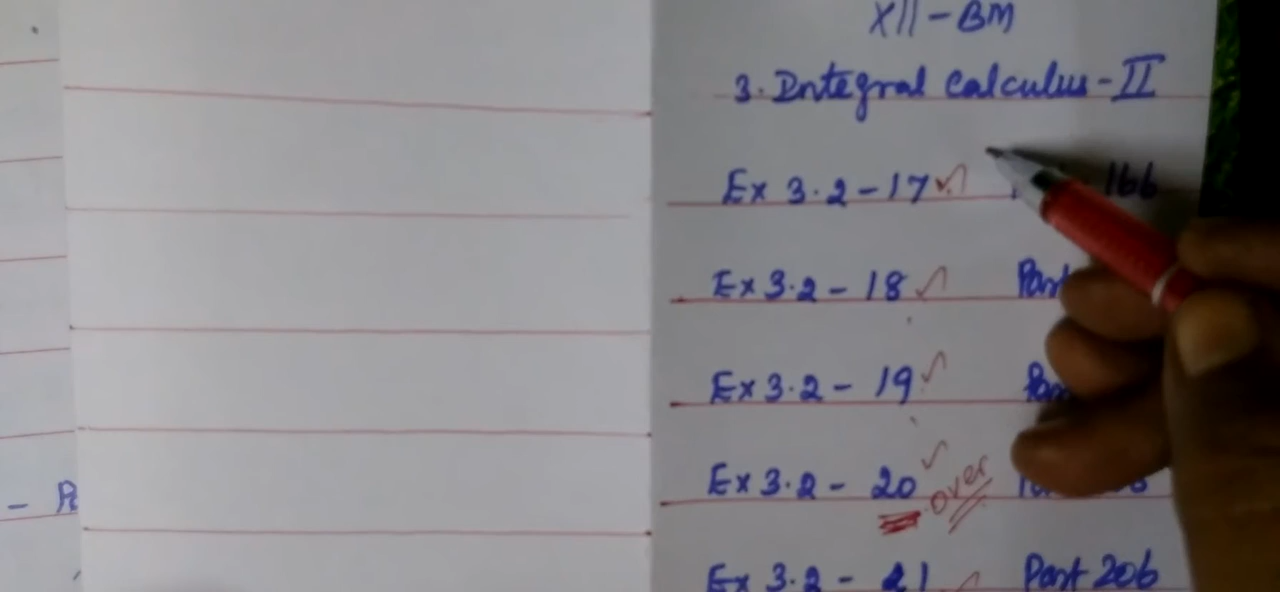 XII - BM
3. Integral Calculus - II
Ex 3.2 - 17 166
Ex 3.2 - 18 Part
Ex 3.2 - 19
Ex 3.2 - 20 over
Ex 3.2 - 21 Part 206